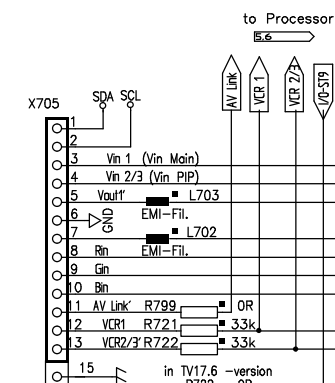 to Processor
5.6
AV Link
VCR 1
VCR 2/3
I/O-ST9
X705
SDA
SCL
1
2
3 Vin 1 (Vin Main)
4 Vin 2/3 (Vin PIP)
5 Vout1' L703
EMI-Fil.
6 GND
7 L702
EMI-Fil.
8 Rin
9 Gin
10 Bin
11 AV Link' R799 0R
12 VCR1 R721 33k
13 VCR2/3' R722 33k
15 in TV17.6 -version
R722 0R